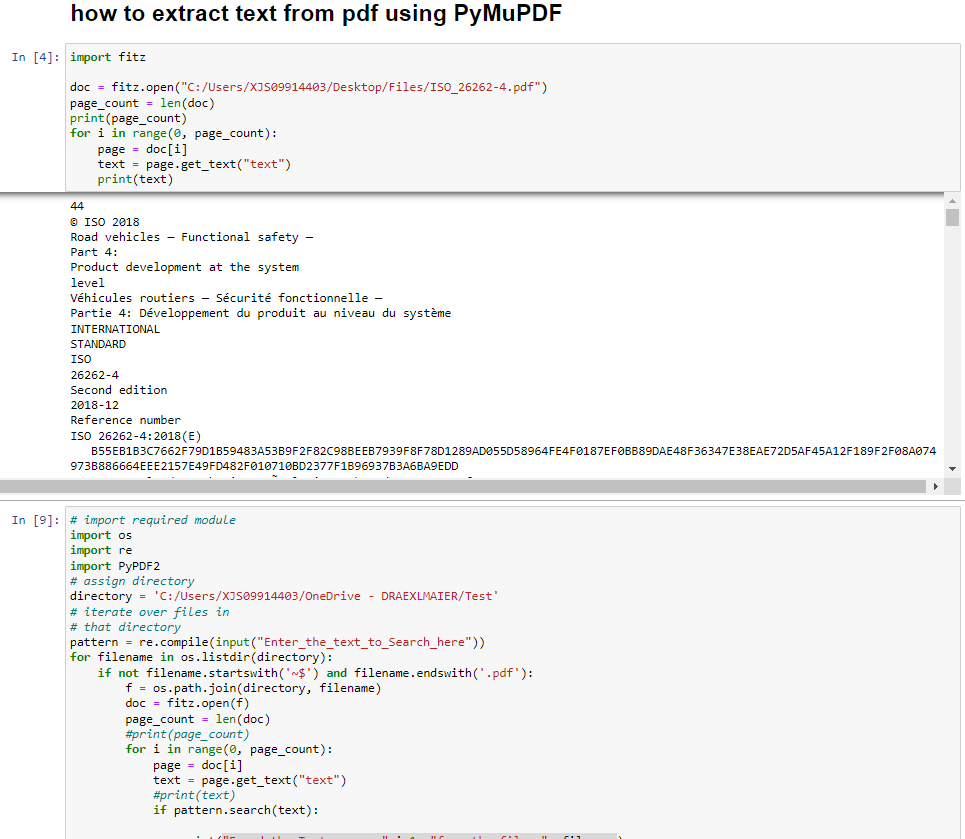 how to extract text from pdf using PyMuPDF
In [4]: import fitz
doc = fitz.open("C:/Users/XJS09914403/Desktop/Files/ISO_26262-4.pdf")
page_count = len(doc)
print(page_count)
for i in range(0, page_count):
    page = doc[i]
    text = page.get_text("text")
    print(text)
44
© ISO 2018
Road vehicles — Functional safety —
Part 4:
Product development at the system
level
Véhicules routiers — Sécurité fonctionnelle —
Partie 4: Développement du produit au niveau du système
INTERNATIONAL
STANDARD
ISO
26262-4
Second edition
2018-12
Reference number
ISO 26262-4:2018(E)
B55EB1B3C7662F79D1B59483A53B9F2F82C98BEEB7939F8F78D1289AD055D58964FE4F0187EF0BB89DAE48F36347E38EAE72D5AF45A12F189F2F08A074
973B886664EEE2157E49FD482F010710BD2377F1B96937B3A6BA9EDD
In [9]: # import required module
import os
import re
import PyPDF2
# assign directory
directory = 'C:/Users/XJS09914403/OneDrive - DRAEXLMAIER/Test'
# iterate over files in
# that directory
pattern = re.compile(input("Enter_the_text_to_Search_here"))
for filename in os.listdir(directory):
    if not filename.startswith('~$') and filename.endswith('.pdf'):
        f = os.path.join(directory, filename)
        doc = fitz.open(f)
        page_count = len(doc)
        #print(page_count)
        for i in range(0, page_count):
            page = doc[i]
            text = page.get_text("text")
            #print(text)
            if pattern.search(text):